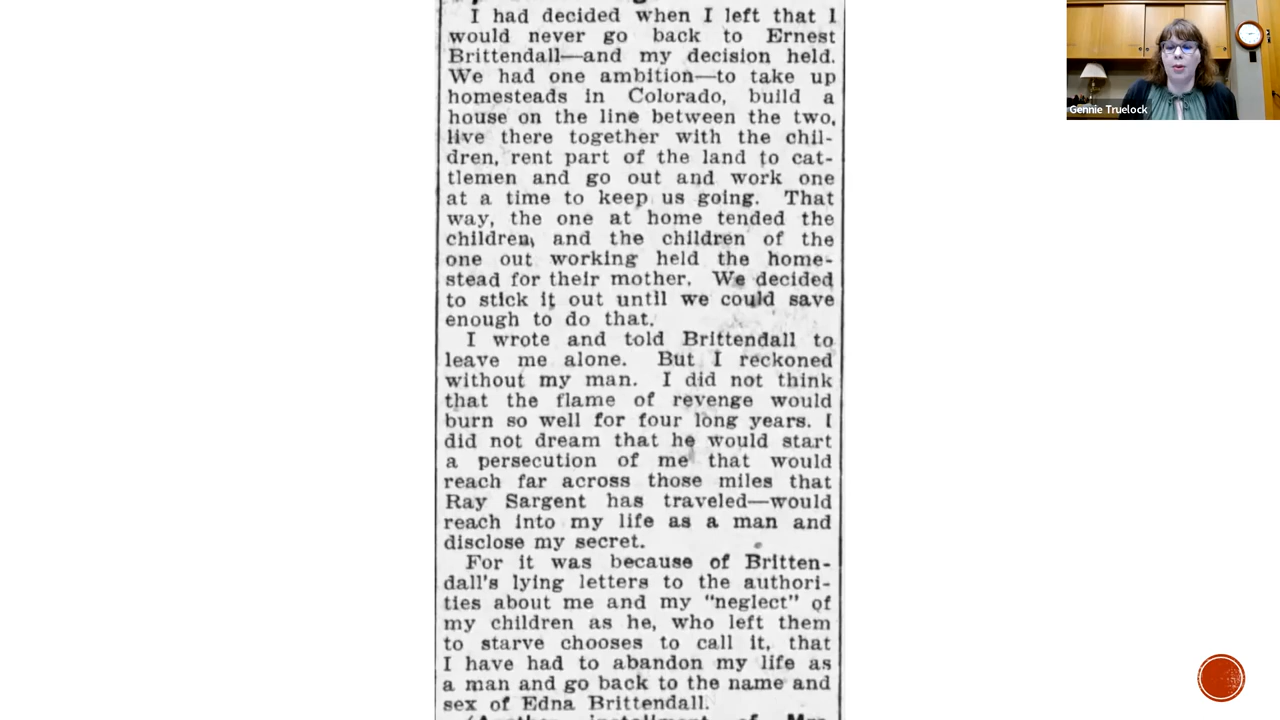 I had decided when I left that I
would never go back to Ernest
Brittendall—and my decision held.
We had one ambition—to take up
homesteads in Colorado, build a
house on the line between the two,
live there together with the chil-
dren, rent part of the land to cat-
tlemen and go out and work one
at a time to keep us going. That
way, the one at home tended the
children, and the children of the
one out working held the home-
stead for their mother. We decided
to stick it out until we could save
enough to do that.
I wrote and told Brittendall to
leave me alone. But I reckoned
without my man. I did not think
that the flame of revenge would
burn so well for four long years. I
did not dream that he would start
a persecution of me that would
reach far across those miles that
Ray Sargent has traveled—would
reach into my life as a man and
disclose my secret.
For it was because of Britten-
dall's lying letters to the authori-
ties about me and my "neglect" of
my children as he, who left them
to starve chooses to call it, that
I have had to abandon my life as
a man and go back to the name and
sex of Edna Brittendall.
(Another installment of Mrs.
Gennie Truelock